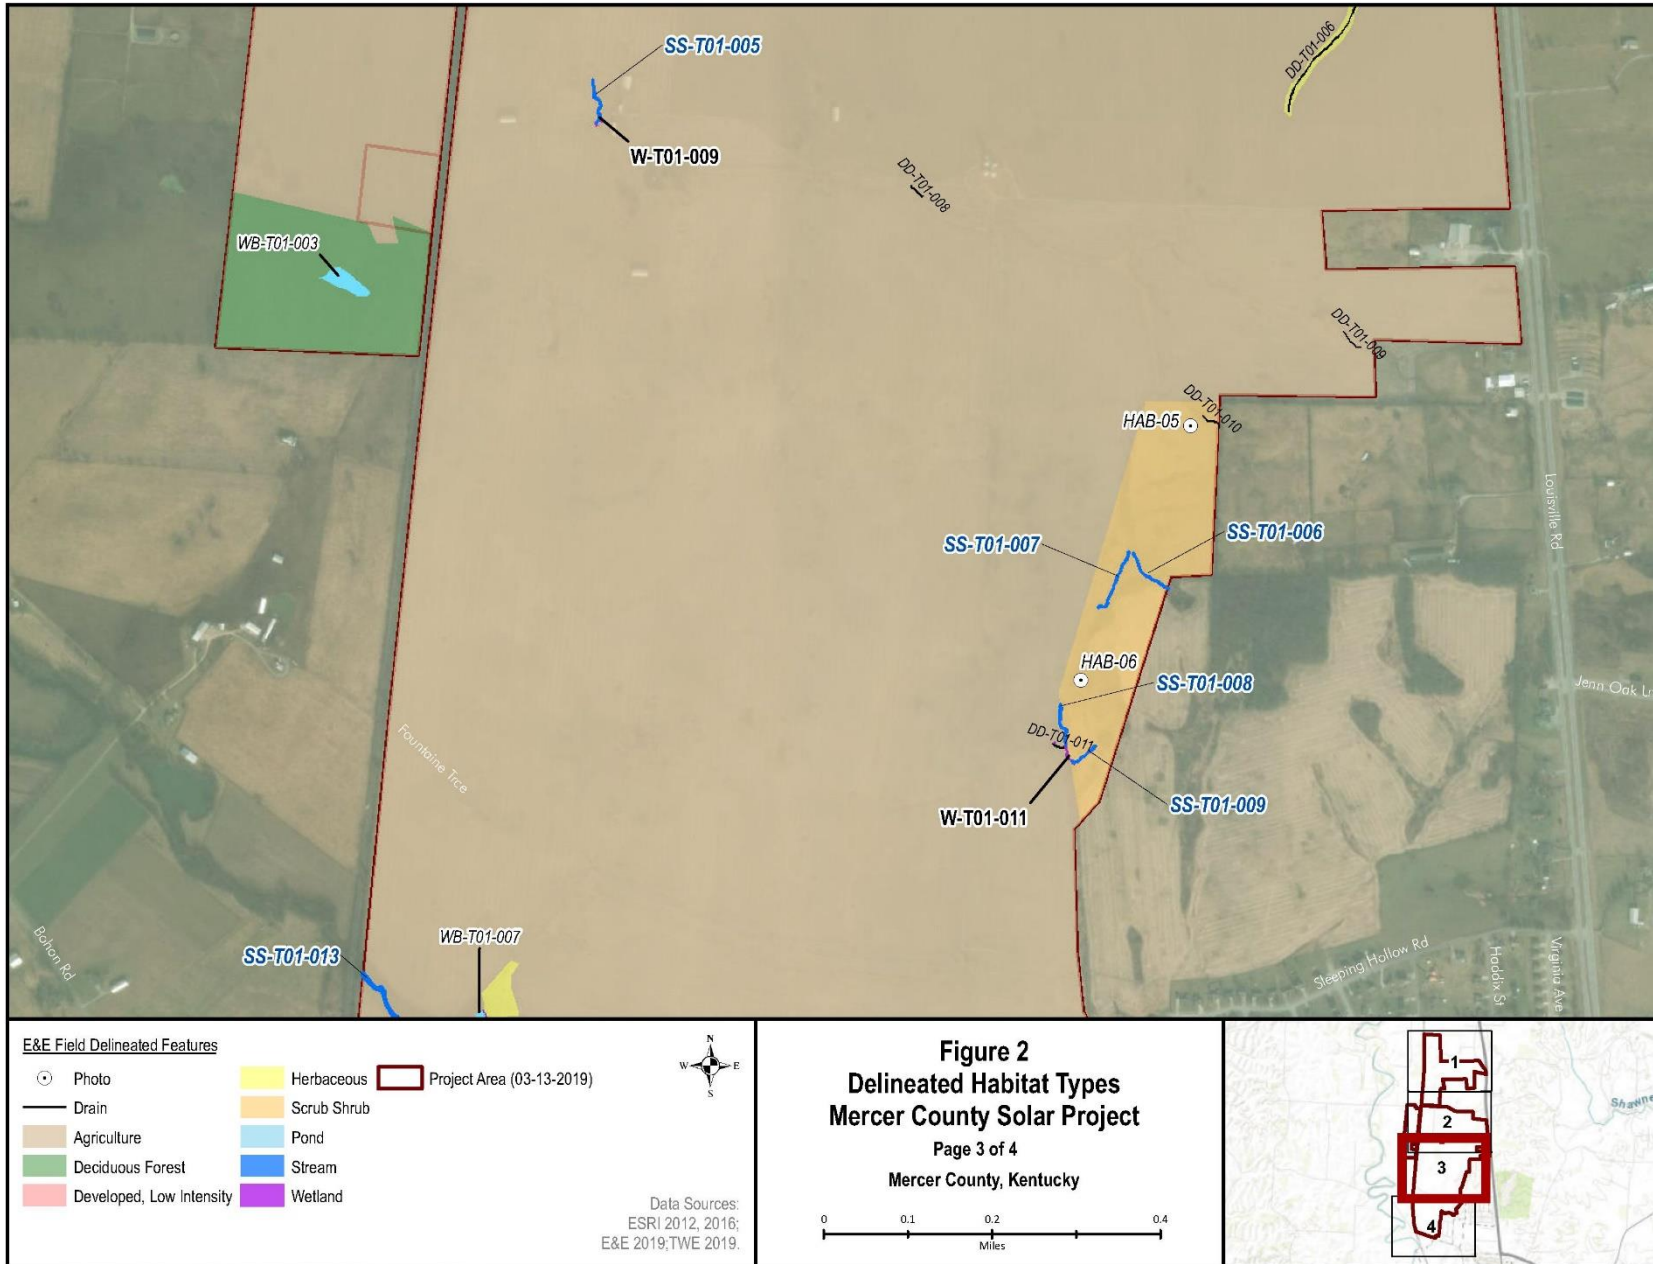 SS-T01-005
W-T01-009
DD-T01-006
DD-T01-008
WB-T01-003
DD-T01-009
DD-T01-010
HAB-05
Louisville Rd
SS-T01-006
SS-T01-007
HAB-06
SS-T01-008
Jenn Oak L
DD-T01-011
SS-T01-009
W-T01-011
Fountaine Trce
WB-T01-007
SS-T01-013
Bohon Rd
Sleeping Hollow Rd
Haddix St
Virginia Ave
E&E Field Delineated Features
Photo
Drain
Agriculture
Deciduous Forest
Developed, Low Intensity
Herbaceous
Scrub Shrub
Pond
Stream
Wetland
Project Area (03-13-2019)
N
W E
S
Data Sources:
ESRI 2012, 2016;
E&E 2019;TWE 2019.
Figure 2
Delineated Habitat Types
Mercer County Solar Project
Page 3 of 4
Mercer County, Kentucky
0 0.1 0.2 0.4
Miles
1
2
3
4
Shawne